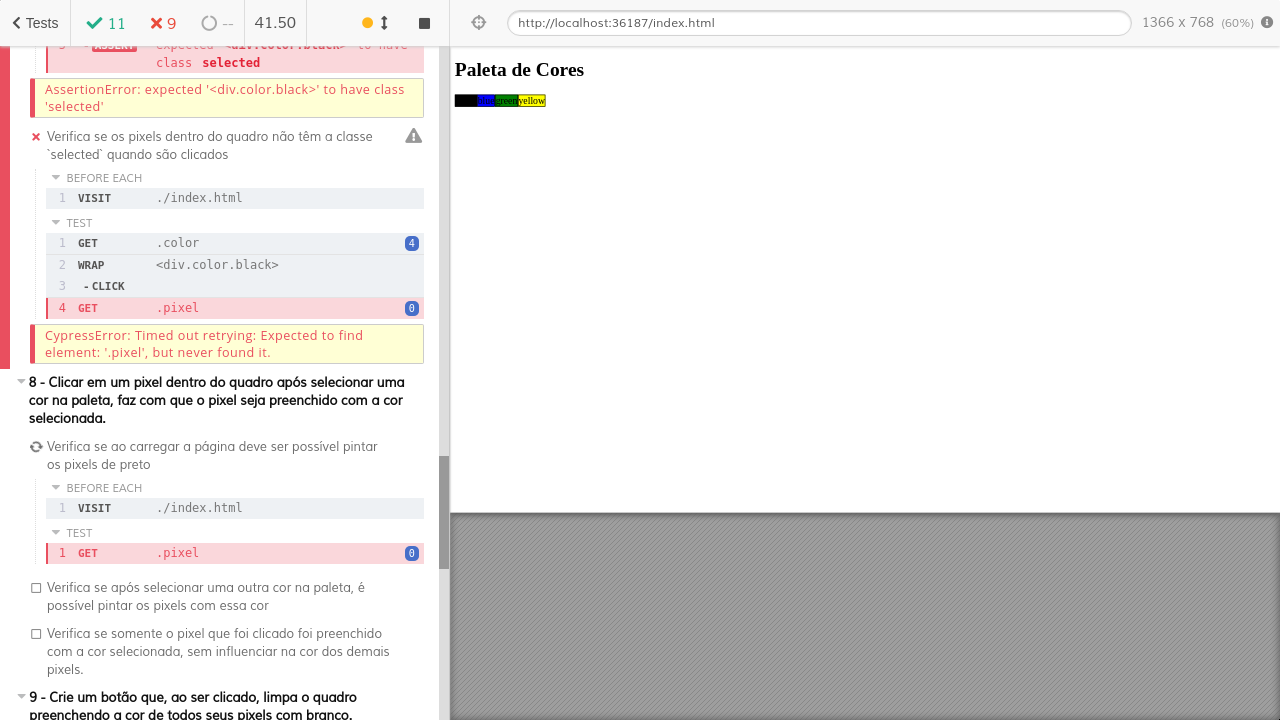 Tests 11 9 -- 41.50
http://localhost:36187/index.html 1366 x 768 (60%)
3 - ASSERT expected <div.color.black> to have
class selected
AssertionError: expected '<div.color.black>' to have class
'selected'
Verifica se os pixels dentro do quadro não têm a classe
`selected` quando são clicados
BEFORE EACH
1 VISIT ./index.html
TEST
1 GET .color 4
2 WRAP <div.color.black>
3 - CLICK
4 GET .pixel 0
CypressError: Timed out retrying: Expected to find
element: '.pixel', but never found it.
8 - Clicar em um pixel dentro do quadro após selecionar uma
cor na paleta, faz com que o pixel seja preenchido com a cor
selecionada.
Verifica se ao carregar a página deve ser possível pintar
os pixels de preto
BEFORE EACH
1 VISIT ./index.html
TEST
1 GET .pixel 0
Verifica se após selecionar uma outra cor na paleta, é
possível pintar os pixels com essa cor
Verifica se somente o pixel que foi clicado foi preenchido
com a cor selecionada, sem influenciar na cor dos demais
pixels.
9 - Crie um botão que, ao ser clicado, limpa o quadro
preenchendo a cor de todos seus pixels com branco.
Paleta de Cores
blue green yellow